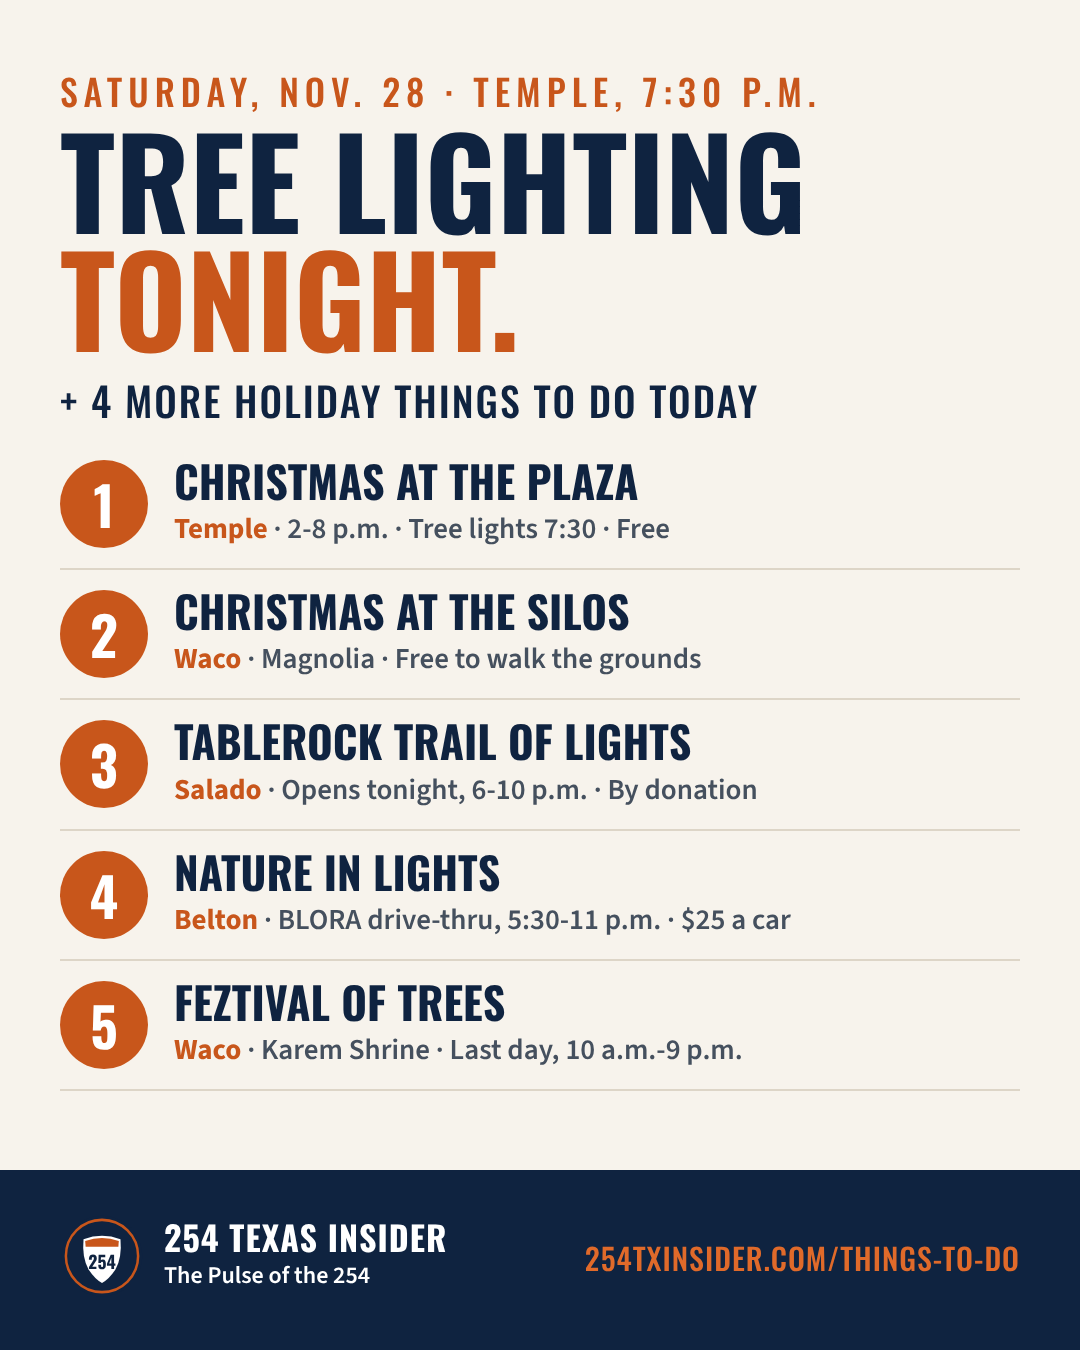 SATURDAY, NOV. 28 · TEMPLE, 7:30 P.M.
TREE LIGHTING
TONIGHT.
+ 4 MORE HOLIDAY THINGS TO DO TODAY
1
CHRISTMAS AT THE PLAZA
Temple · 2-8 p.m. · Tree lights 7:30 · Free
2
CHRISTMAS AT THE SILOS
Waco · Magnolia · Free to walk the grounds
3
TABLEROCK TRAIL OF LIGHTS
Salado · Opens tonight, 6-10 p.m. · By donation
4
NATURE IN LIGHTS
Belton · BLORA drive-thru, 5:30-11 p.m. · $25 a car
5
FEZTIVAL OF TREES
Waco · Karem Shrine · Last day, 10 a.m.-9 p.m.
254
254 TEXAS INSIDER
The Pulse of the 254
254TXINSIDER.COM/THINGS-TO-DO